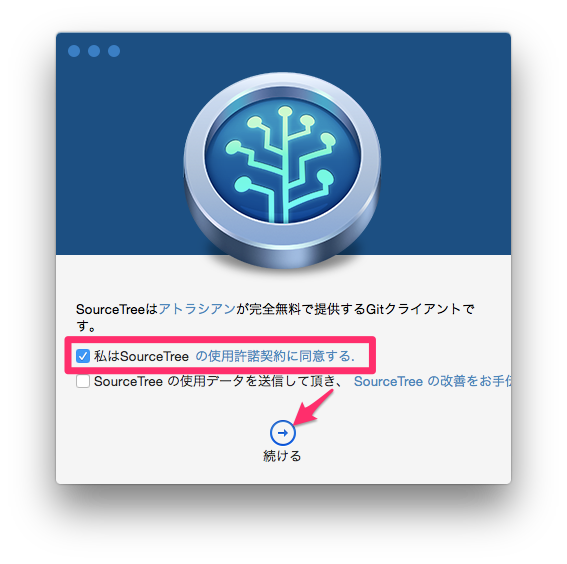 SourceTreeはアトラシアンが完全無料で提供するGitクライアントで
す。
私はSourceTree の使用許諾契約に同意する.
SourceTree の使用データを送信して頂き、 SourceTree の改善をお手伝
続ける